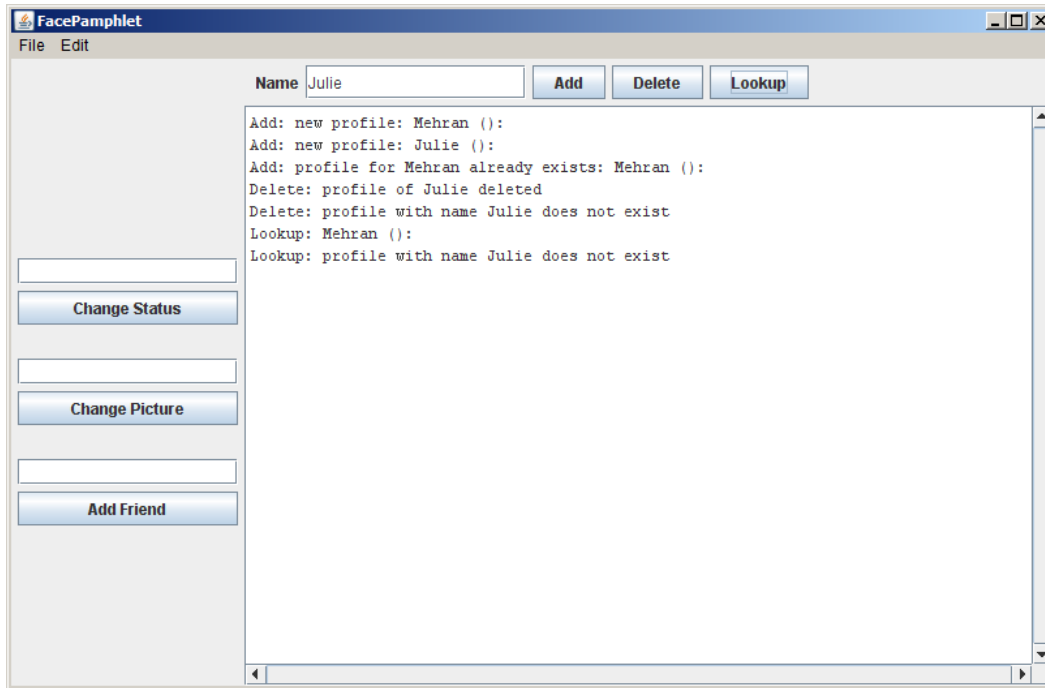 FacePamphlet
File Edit
Name Julie Add Delete Lookup
Add: new profile: Mehran ():
Add: new profile: Julie ():
Add: profile for Mehran already exists: Mehran ():
Delete: profile of Julie deleted
Delete: profile with name Julie does not exist
Lookup: Mehran ():
Lookup: profile with name Julie does not exist
Change Status
Change Picture
Add Friend